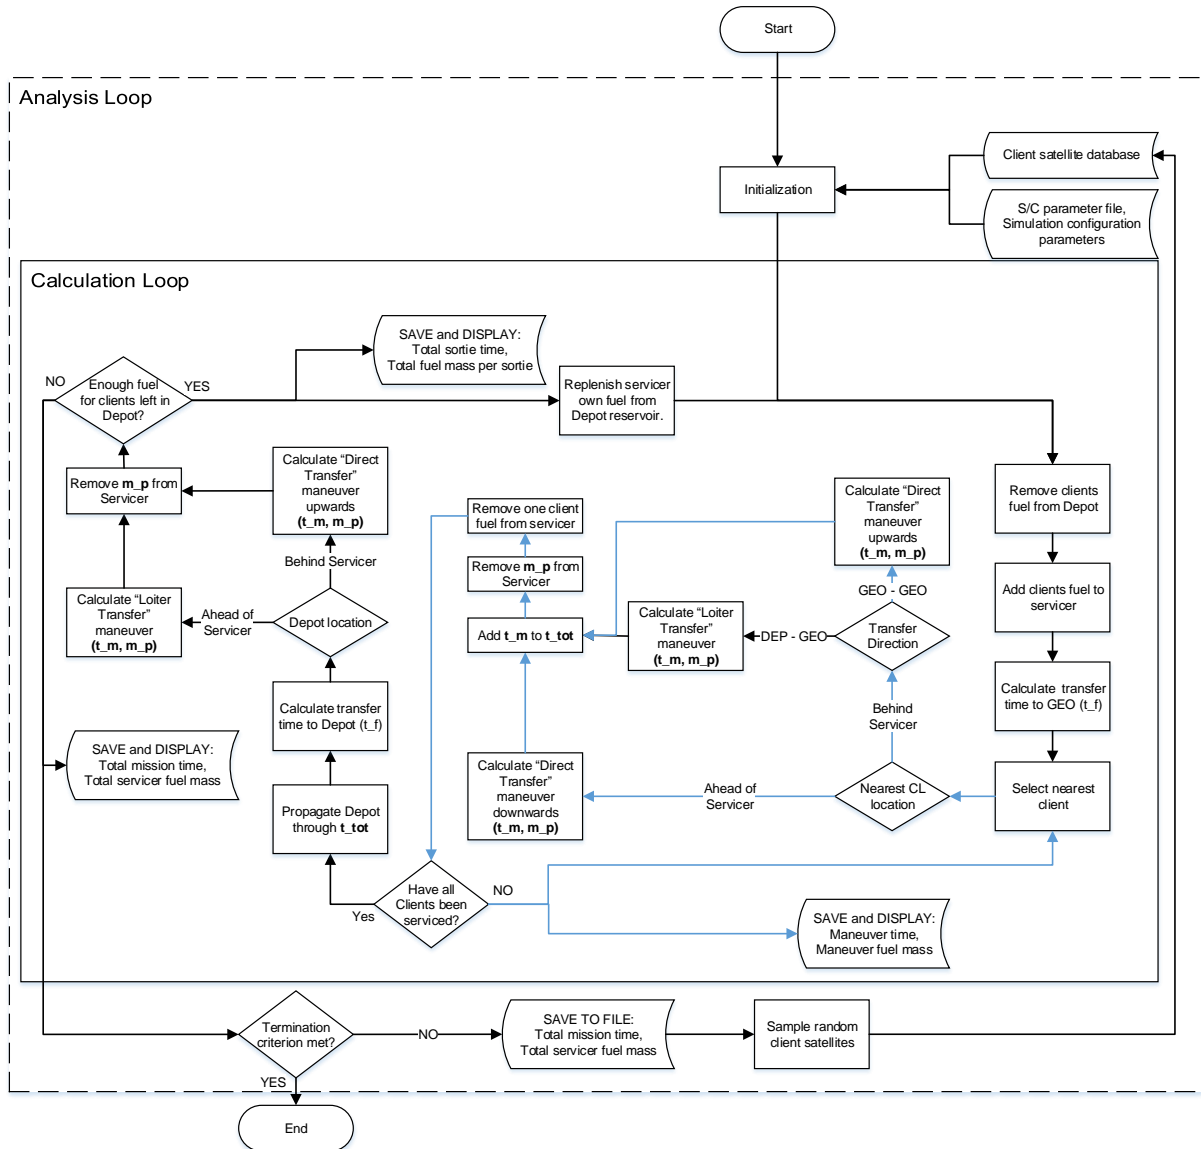 Start
Analysis Loop
Client satellite database
Initialization
S/C parameter file,
Simulation configuration
parameters
Calculation Loop
SAVE and DISPLAY:
Total sortie time,
Total fuel mass per sortie
NO
Enough fuel
for clients left in
Depot?
YES
Replenish servicer
own fuel from
Depot reservoir.
Remove m_p from
Servicer
Calculate “Direct
Transfer”
maneuver
upwards
(t_m, m_p)
Remove one client
fuel from servicer
Calculate “Direct
Transfer”
maneuver
upwards
(t_m, m_p)
Remove clients
fuel from Depot
Behind Servicer
Remove m_p from
Servicer
GEO - GEO
Add clients fuel to
servicer
Calculate “Loiter
Transfer”
maneuver
(t_m, m_p)
Ahead of
Servicer
Depot location
Add t_m to t_tot
Calculate “Loiter
Transfer”
maneuver
(t_m, m_p)
DEP - GEO
Transfer
Direction
Calculate transfer
time to Depot (t_f)
Calculate transfer
time to GEO (t_f)
Behind
Servicer
SAVE and DISPLAY:
Total mission time,
Total servicer fuel mass
Propagate Depot
through t_tot
Calculate “Direct
Transfer”
maneuver
downwards
(t_m, m_p)
Ahead of
Servicer
Nearest CL
location
Select nearest
client
Yes
Have all
Clients been
serviced?
NO
SAVE and DISPLAY:
Maneuver time,
Maneuver fuel mass
Termination
criterion met?
NO
SAVE TO FILE:
Total mission time,
Total servicer fuel mass
Sample random
client satellites
YES
End